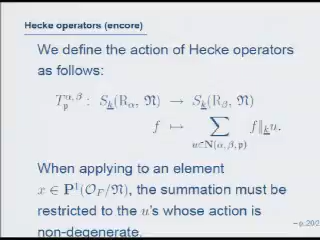 Hecke operators (encore)
We define the action of Hecke operators
as follows:
T_𝔭^{α,β} : S_k(R_α, 𝔑) → S_k(R_β, 𝔑)
f ↦ ∑_{u∈N(α,β,𝔭)} f‖_k u.
When applying to an element
x ∈ P¹(O_F/𝔑), the summation must be
restricted to the u's whose action is
non-degenerate.